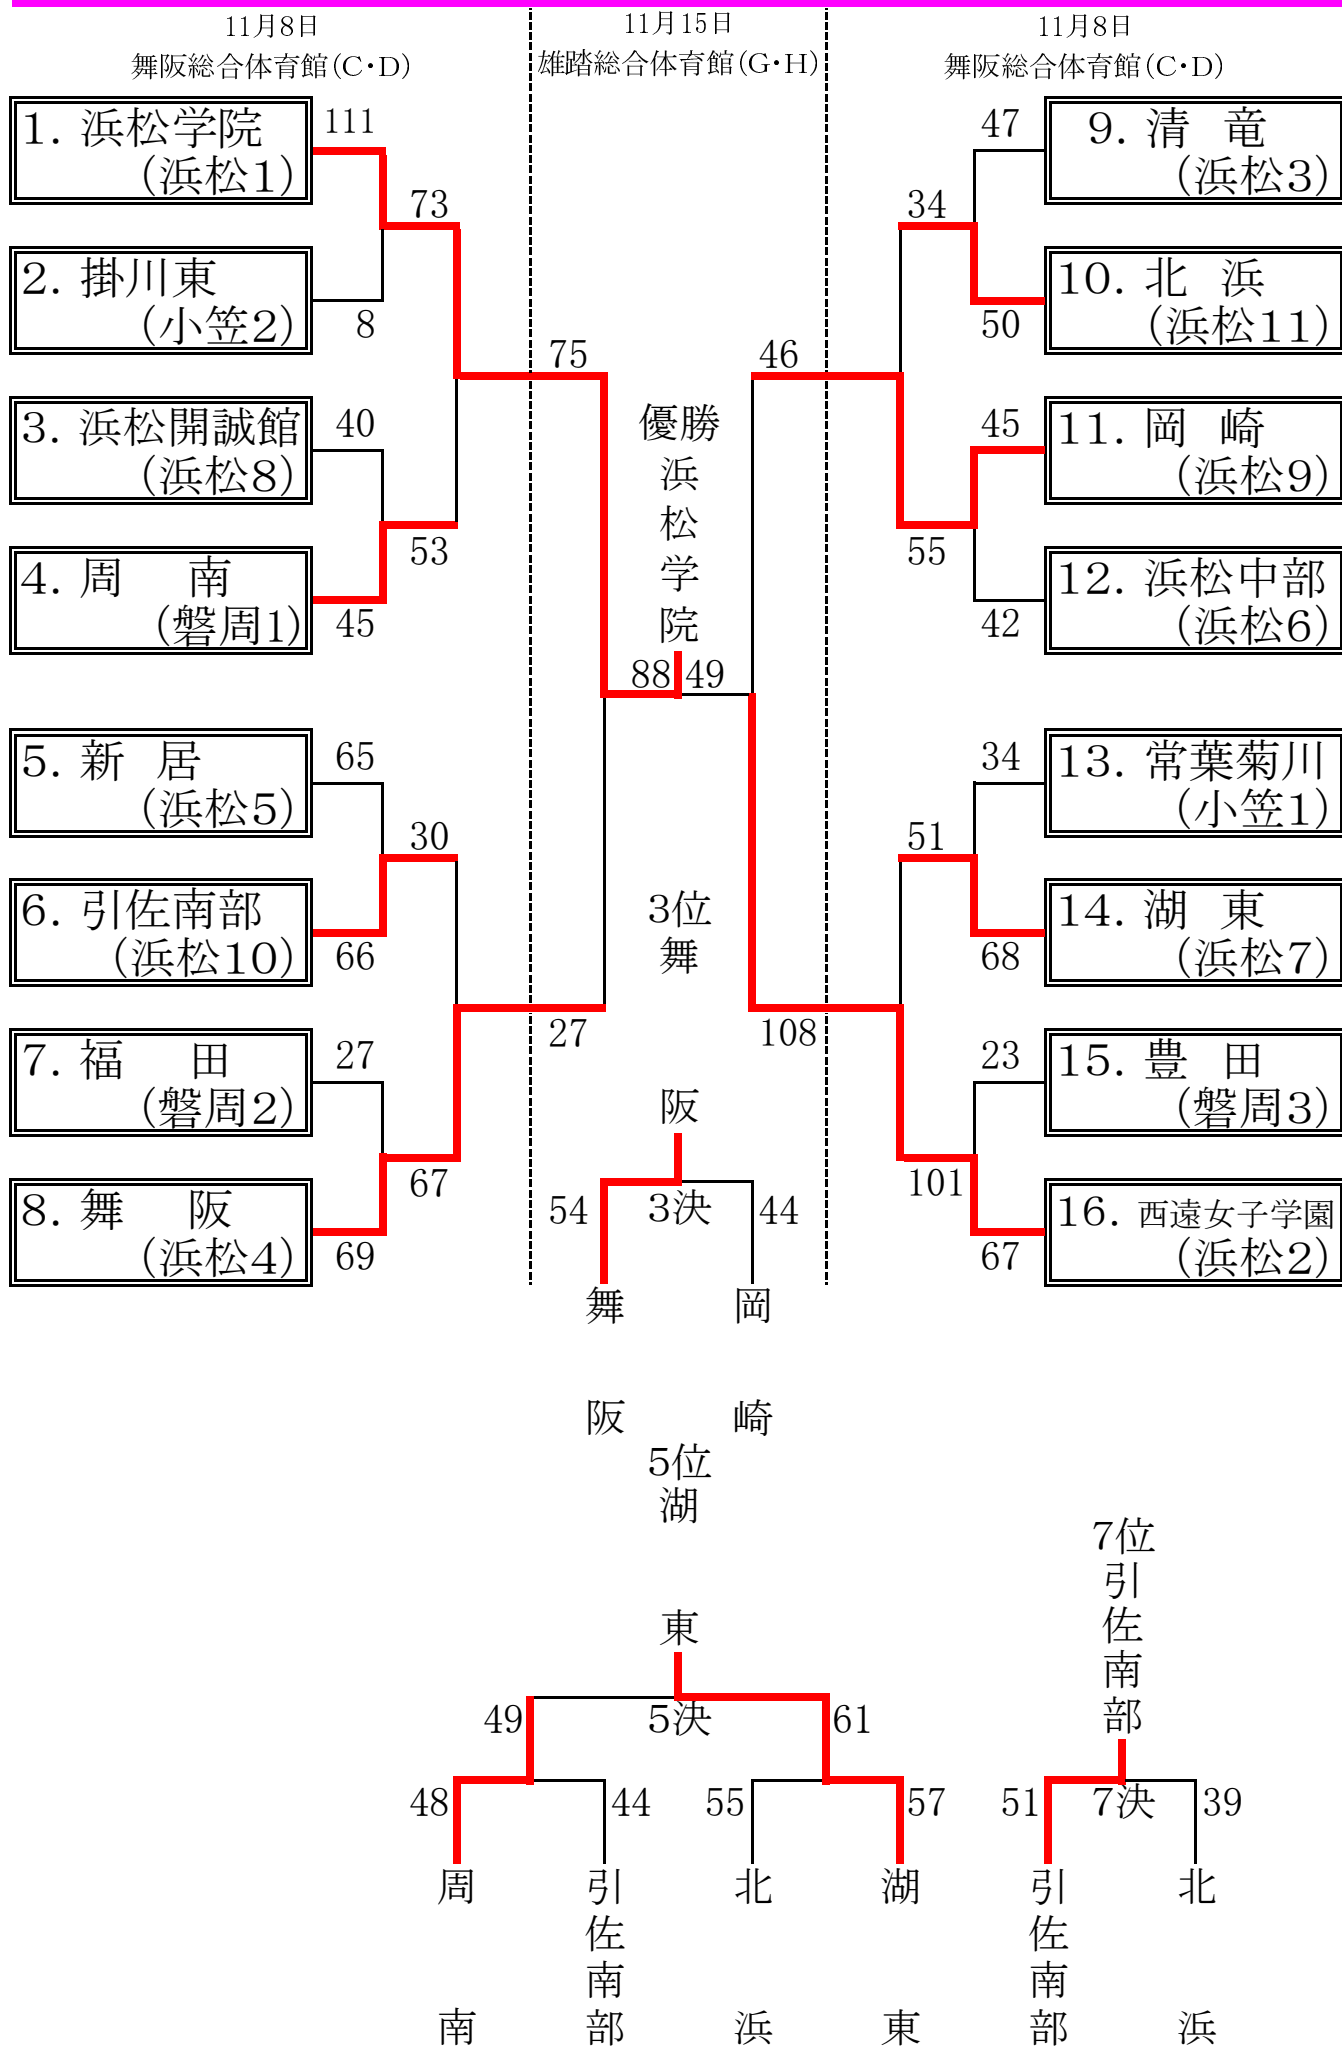 11月8日
舞阪総合体育館(C・D)
11月15日
雄踏総合体育館(G・H)
11月8日
舞阪総合体育館(C・D)
1. 浜松学院
(浜松1)
111
2. 掛川東
(小笠2)
8
73
3. 浜松開誠館
(浜松8)
40
4. 周 南
(磐周1)
45
53
75
5. 新 居
(浜松5)
65
6. 引佐南部
(浜松10)
66
30
7. 福 田
(磐周2)
27
8. 舞 阪
(浜松4)
69
67
27
優勝
浜松学院
88
49
46
108
9. 清 竜
(浜松3)
47
10. 北 浜
(浜松11)
50
34
11. 岡 崎
(浜松9)
45
12. 浜松中部
(浜松6)
42
55
13. 常葉菊川
(小笠1)
34
14. 湖 東
(浜松7)
68
51
15. 豊 田
(磐周3)
23
16. 西遠女子学園
(浜松2)
67
101
3位
舞阪
54
3決
44
舞阪
岡崎
5位
湖東
49
5決
61
48
44
55
57
周南
引佐南部
北浜
湖東
7位
引佐南部
51
7決
39
引佐南部
北浜